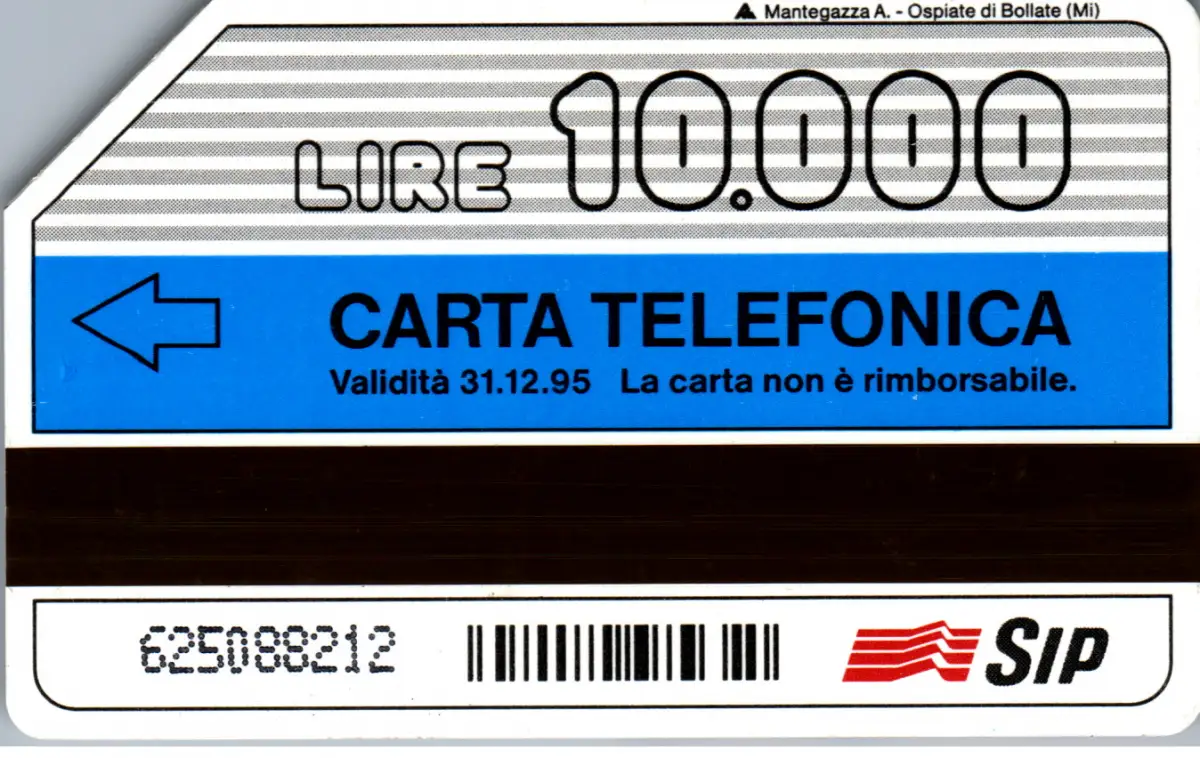 Mantegazza A. - Ospiate di Bollate (Mi)
LIRE 10.000
CARTA TELEFONICA
Validità 31.12.95 La carta non è rimborsabile.
625088212
SIP